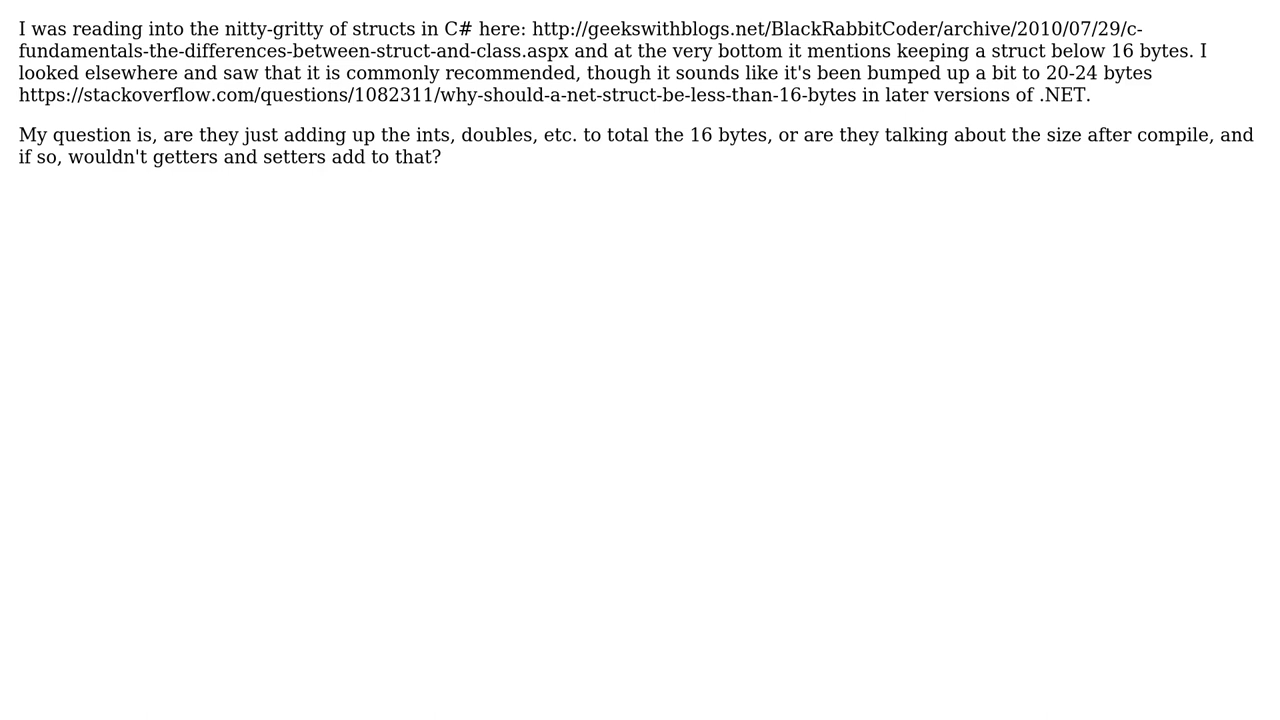 I was reading into the nitty-gritty of structs in C# here: http://geekswithblogs.net/BlackRabbitCoder/archive/2010/07/29/c-
fundamentals-the-differences-between-struct-and-class.aspx and at the very bottom it mentions keeping a struct below 16 bytes. I
looked elsewhere and saw that it is commonly recommended, though it sounds like it's been bumped up a bit to 20-24 bytes
https://stackoverflow.com/questions/1082311/why-should-a-net-struct-be-less-than-16-bytes in later versions of .NET.
My question is, are they just adding up the ints, doubles, etc. to total the 16 bytes, or are they talking about the size after compile, and
if so, wouldn't getters and setters add to that?